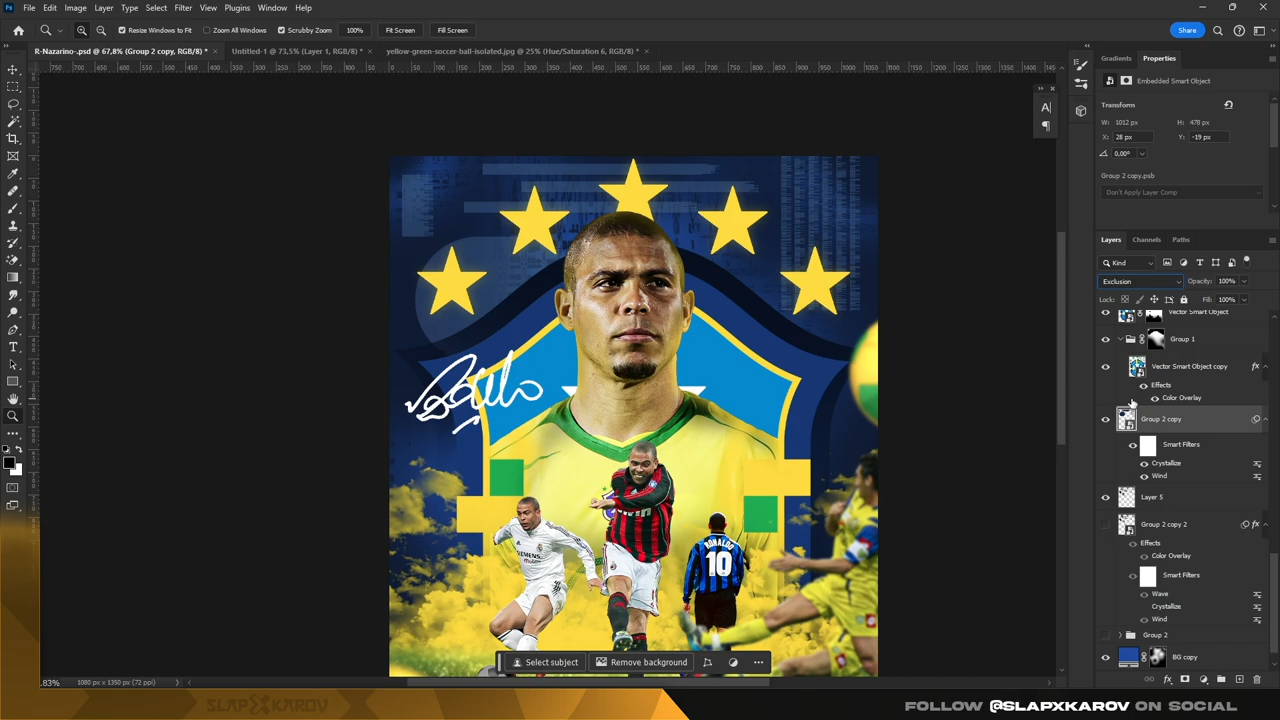 File Edit Image Layer Type Select Filter View Plugins Window Help
Resize Windows to Fit Zoom All Windows Scrubby Zoom 100% Fit Screen Fill Screen Share
R-Nazarino-.psd @ 67,8% (Group 2 copy, RGB/8) * × Untitled-1 @ 73,5% (Layer 1, RGB/8) * × yellow-green-soccer-ball-isolated.jpg @ 25% (Hue/Saturation 6, RGB/8) * ×
Gradients Properties
Embedded Smart Object
Transform
W: 1012 px H: 478 px
X: 28 px Y: -19 px
0,00°
Group 2 copy.psb
Don't Apply Layer Comp
Layers Channels Paths
Kind
Exclusion Opacity: 100%
Lock: Fill: 100%
Vector Smart Object
Group 1
Vector Smart Object copy fx
Effects
Color Overlay
Group 2 copy
Smart Filters
Crystallize
Wind
Layer 5
Group 2 copy 2 fx
Effects
Color Overlay
Smart Filters
Wave
Crystallize
Wind
Group 2
BG copy
SIEMENS
RONALDO
10
Select subject Remove background
.83% 1080 px x 1350 px (72 ppi)
SLAPXKAROV
FOLLOW @SLAPXKAROV ON SOCIAL